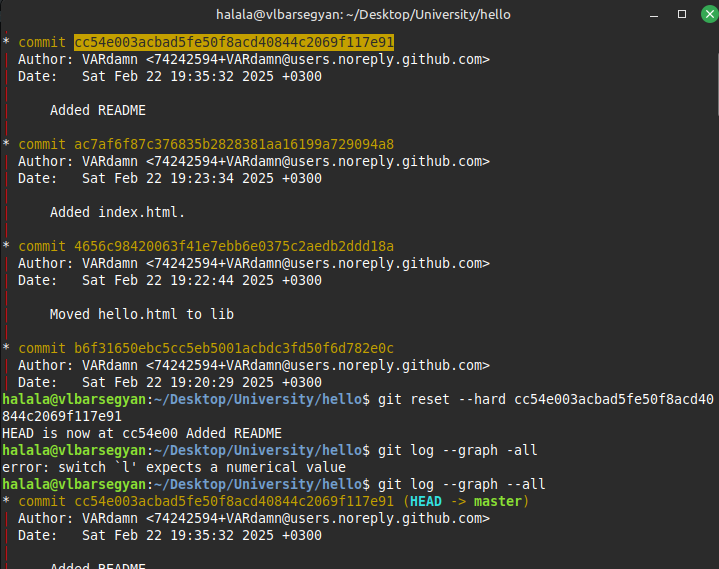 halala@vlbarsegyan: ~/Desktop/University/hello
* commit cc54e003acbad5fe50f8acd40844c2069f117e91
| Author: VARdamn <74242594+VARdamn@users.noreply.github.com>
| Date:   Sat Feb 22 19:35:32 2025 +0300
|
|     Added README
|
* commit ac7af6f87c376835b2828381aa16199a729094a8
| Author: VARdamn <74242594+VARdamn@users.noreply.github.com>
| Date:   Sat Feb 22 19:23:34 2025 +0300
|
|     Added index.html.
|
* commit 4656c98420063f41e7ebb6e0375c2aedb2ddd18a
| Author: VARdamn <74242594+VARdamn@users.noreply.github.com>
| Date:   Sat Feb 22 19:22:44 2025 +0300
|
|     Moved hello.html to lib
|
* commit b6f31650ebc5cc5eb5001acbdc3fd50f6d782e0c
| Author: VARdamn <74242594+VARdamn@users.noreply.github.com>
| Date:   Sat Feb 22 19:20:29 2025 +0300
halala@vlbarsegyan:~/Desktop/University/hello$ git reset --hard cc54e003acbad5fe50f8acd40
844c2069f117e91
HEAD is now at cc54e00 Added README
halala@vlbarsegyan:~/Desktop/University/hello$ git log --graph -all
error: switch `l' expects a numerical value
halala@vlbarsegyan:~/Desktop/University/hello$ git log --graph --all
* commit cc54e003acbad5fe50f8acd40844c2069f117e91 (HEAD -> master)
| Author: VARdamn <74242594+VARdamn@users.noreply.github.com>
| Date:   Sat Feb 22 19:35:32 2025 +0300
|
|     Added README